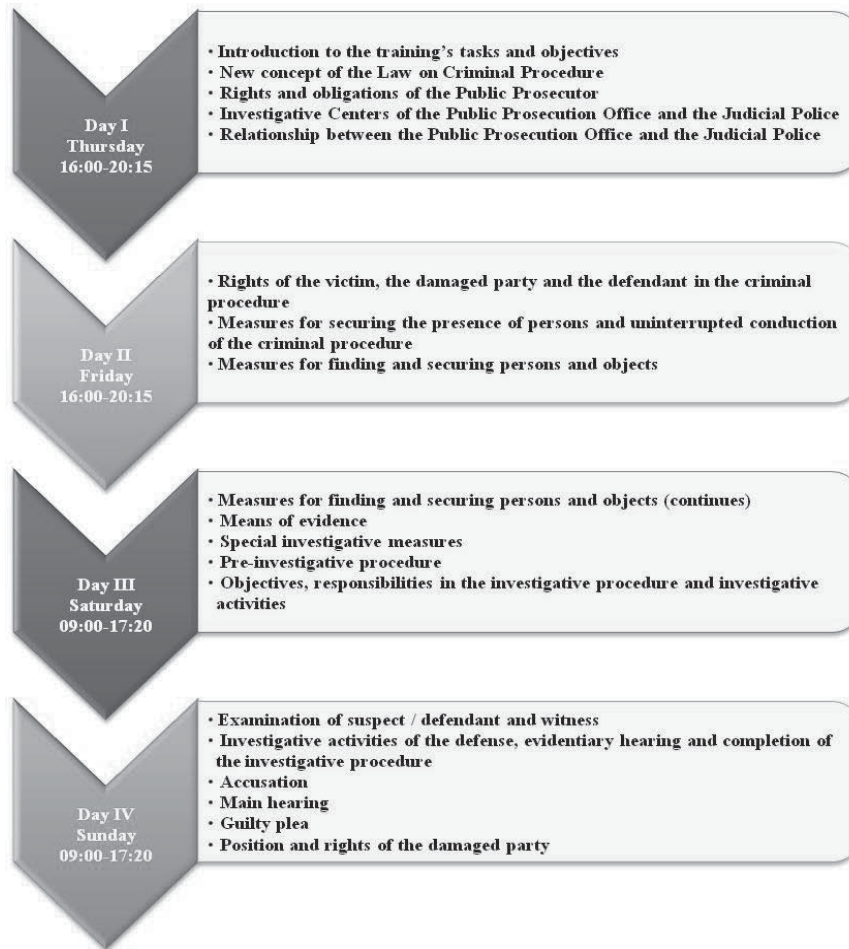 Day I
Thursday
16:00-20:15
· Introduction to the training's tasks and objectives
· New concept of the Law on Criminal Procedure
· Rights and obligations of the Public Prosecutor
· Investigative Centers of the Public Prosecution Office and the Judicial Police
· Relationship between the Public Prosecution Office and the Judicial Police
Day II
Friday
16:00-20:15
· Rights of the victim, the damaged party and the defendant in the criminal
procedure
· Measures for securing the presence of persons and uninterrupted conduction
of the criminal procedure
· Measures for finding and securing persons and objects
Day III
Saturday
09:00-17:20
· Measures for finding and securing persons and objects (continues)
· Means of evidence
· Special investigative measures
· Pre-investigative procedure
· Objectives, responsibilities in the investigative procedure and investigative
activities
Day IV
Sunday
09:00-17:20
· Examination of suspect / defendant and witness
· Investigative activities of the defense, evidentiary hearing and completion of
the investigative procedure
· Accusation
· Main hearing
· Guilty plea
· Position and rights of the damaged party